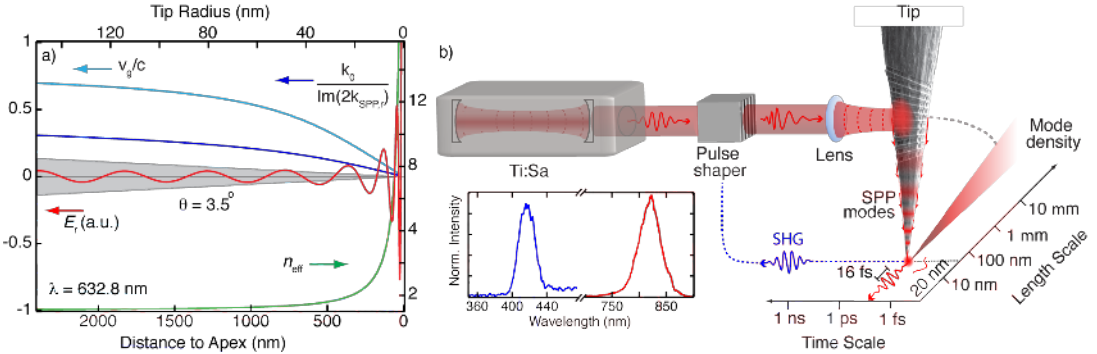 Tip Radius (nm)
120 80 40 0
a)
v_g/c
k_0
Im(2k_SPP,r)
1
0.5
0
-0.5
-1
12
10
8
6
4
2
θ = 3.5°
E_r (a.u.)
n_eff
λ = 632.8 nm
2000 1500 1000 500 0
Distance to Apex (nm)
b)
Tip
Ti:Sa
Pulse
shaper
Lens
Mode
density
SPP
modes
SHG
16 fs
20 nm
10 mm
1 mm
100 nm
10 nm
Length Scale
1 ns 1 ps 1 fs
Time Scale
Norm. Intensity
360 440 750 850
400
Wavelength (nm)